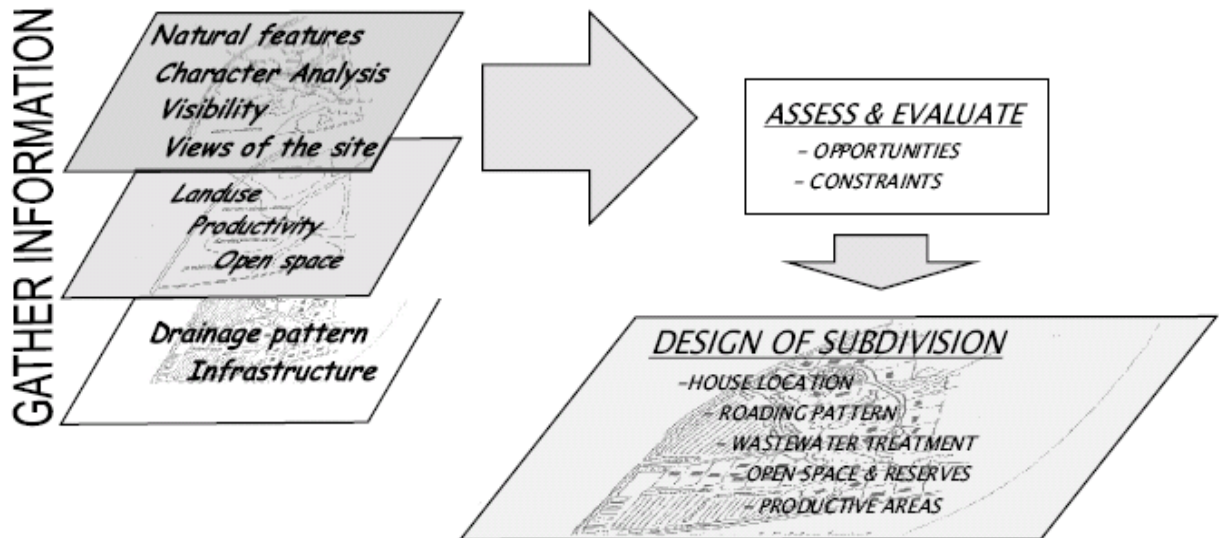 GATHER INFORMATION
Natural features
Character Analysis
Visibility
Views of the site
Landuse
Productivity
Open space
Drainage pattern
Infrastructure
ASSESS & EVALUATE
- OPPORTUNITIES
- CONSTRAINTS
DESIGN OF SUBDIVISION
-HOUSE LOCATION
- ROADING PATTERN
- WASTEWATER TREATMENT
- OPEN SPACE & RESERVES
- PRODUCTIVE AREAS